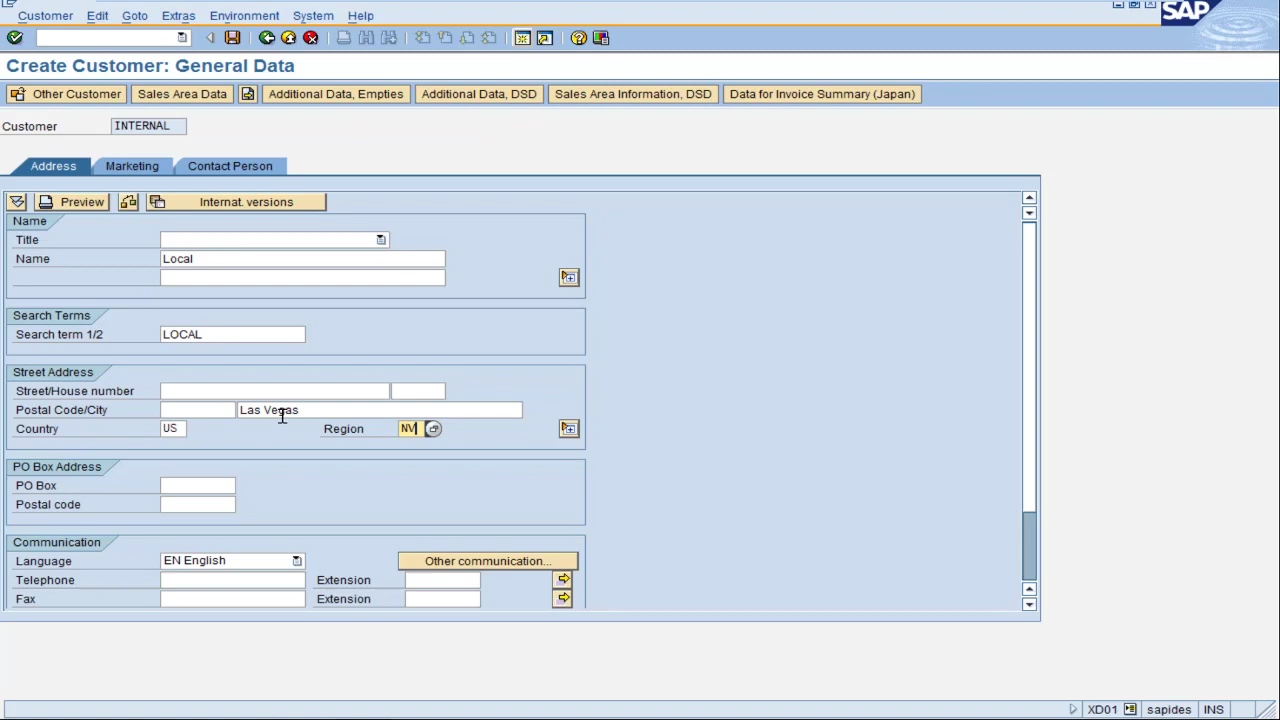 Customer Edit Goto Extras Environment System Help
SAP
Create Customer: General Data
Other Customer Sales Area Data Additional Data, Empties Additional Data, DSD Sales Area Information, DSD Data for Invoice Summary (Japan)
Customer INTERNAL
Address Marketing Contact Person
Preview Internat. versions
Name
Title
Name Local
Search Terms
Search term 1/2 LOCAL
Street Address
Street/House number
Postal Code/City Las Vegas
Country US Region NV
PO Box Address
PO Box
Postal code
Communication
Language EN English Other communication...
Telephone Extension
Fax Extension
XD01 sapides INS